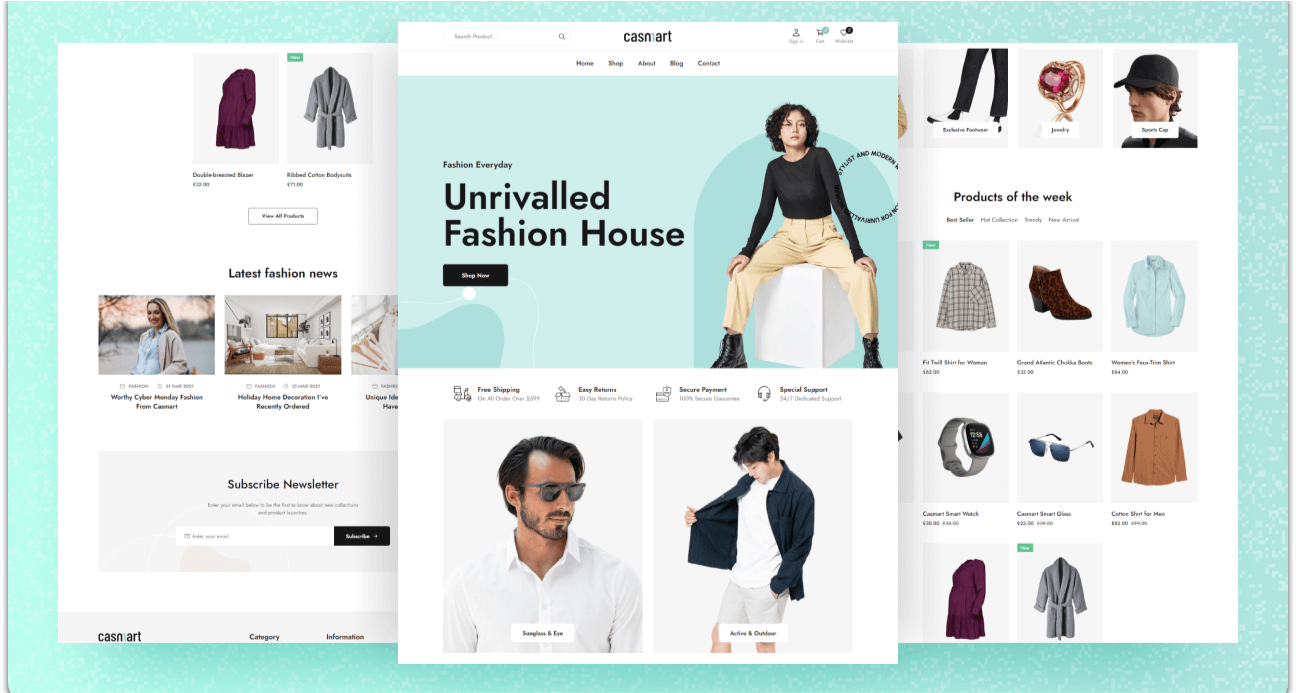 New
Double-breasted Blazer
£32.00
Ribbed Cotton Bodysuits
£71.00
View All Products
Latest fashion news
FASHION
31 MAR 2021
Worthy Cyber Monday Fashion
From Casmart
FASHION
25 MAR 2021
Holiday Home Decoration I've
Recently Ordered
Unique
Have
Subscribe Newsletter
Enter your email below to be the first to know about new collections
and product launches.
Enter your email
Subscribe
casmart
Category
Information
Search Product...
casmart
Sign in
Cart
Wishlist
Home
Shop
About
Blog
Contact
Fashion Everyday
Unrivalled
Fashion House
Shop Now
STYLIST AND MODERN
FOR UNRIVALL
Free Shipping
On All Order Over $599
Easy Returns
30 Day Returns Policy
Secure Payment
100% Secure Gaurantee
Special Support
24/7 Dedicated Support
Sunglass & Eye
Active & Outdoor
Exclusive Footwear
Jewelry
Sports Cap
Products of the week
Best Seller
Hot Collection
Trendy
New Arrival
New
Fit Twill Shirt for Woman
£62.00
Grand Atlantic Chukka Boots
£32.00
Women's Faux-Trim Shirt
£84.00
12:59
Casmart Smart Watch
£30.00 £38.00
Casmart Smart Glass
£25.00 £39.00
Cotton Shirt for Men
£85.00 £99.00
New